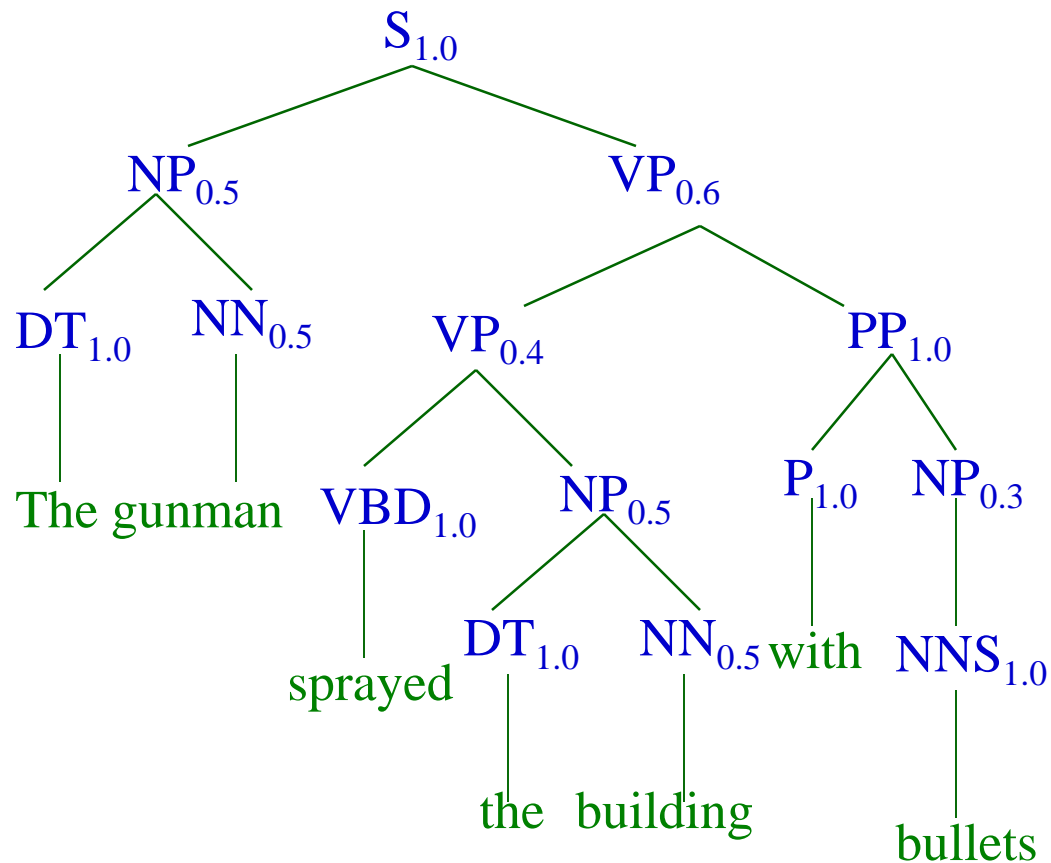 S1.0
NP0.5 VP0.6
DT1.0 NN0.5 VP0.4 PP1.0
The gunman VBD1.0 NP0.5 P1.0 NP0.3
sprayed DT1.0 NN0.5 with NNS1.0
the building bullets